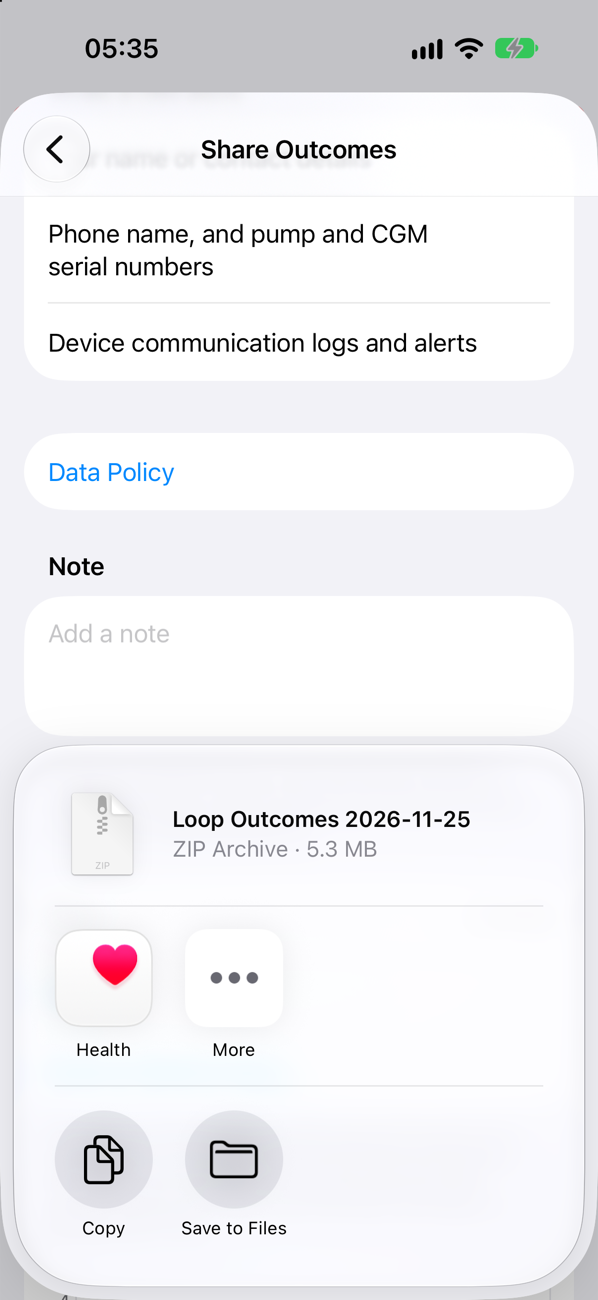 05:35
Share Outcomes
Phone name, and pump and CGM
serial numbers
Device communication logs and alerts
Data Policy
Note
Add a note
ZIP
Loop Outcomes 2026-11-25
ZIP Archive · 5.3 MB
Health
More
Copy
Save to Files